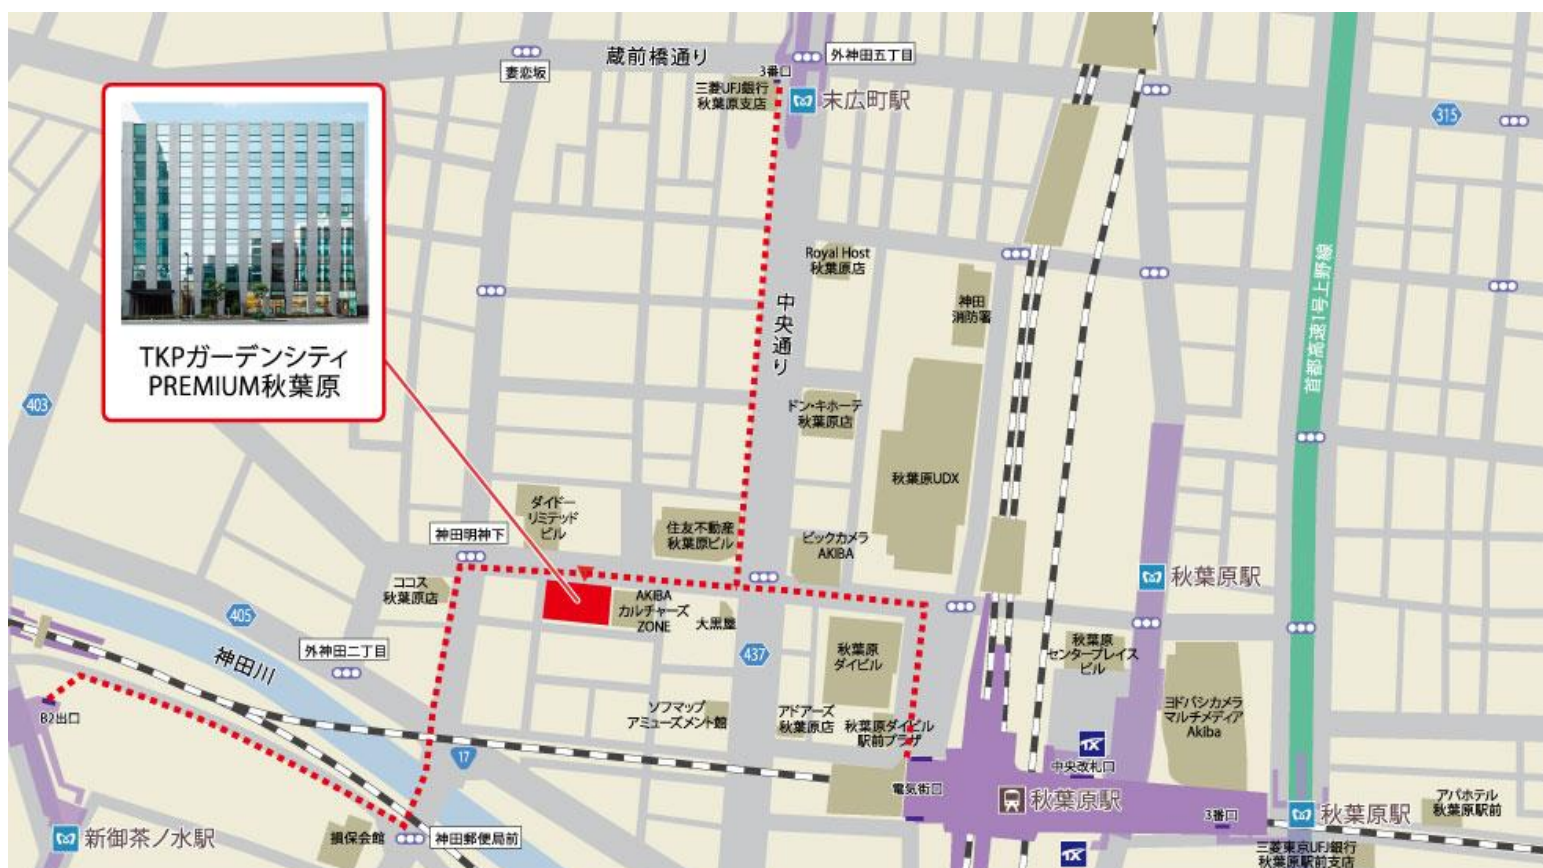 蔵前橋通り
外神田五丁目
妻恋坂
3番口
三菱UFJ銀行
秋葉原支店
末広町駅
315
TKPガーデンシティ
PREMIUM秋葉原
Royal Host
秋葉原店
神田
消防署
中央通り
首都高速1号上野線
403
ドン・キホーテ
秋葉原店
秋葉原UDX
ダイドー
リミテッド
ビル
神田明神下
住友不動産
秋葉原ビル
ビックカメラ
AKIBA
秋葉原駅
ココス
秋葉原店
AKIBA
カルチャーズ
ZONE
大黒屋
405
外神田二丁目
神田川
437
秋葉原
ダイビル
秋葉原
センタープレイス
ビル
B2出口
ソフマップ
アミューズメント館
アドアーズ
秋葉原店
秋葉原ダイビル
駅前プラザ
ヨドバシカメラ
マルチメディア
Akiba
17
TX
中央改札口
電気街口
秋葉原駅
3番口
秋葉原駅
アパホテル
秋葉原駅前
新御茶ノ水駅
損保会館
神田郵便局前
TX
三菱東京UFJ銀行
秋葉原駅前支店